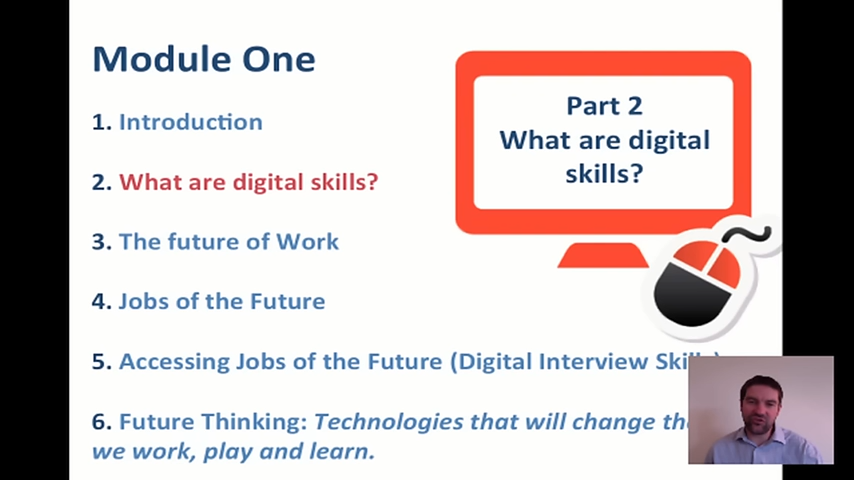 Module One
1. Introduction
2. What are digital skills?
3. The future of Work
4. Jobs of the Future
5. Accessing Jobs of the Future (Digital Interview
6. Future Thinking: Technologies that will change
we work, play and learn.
Part 2
What are digital
skills?